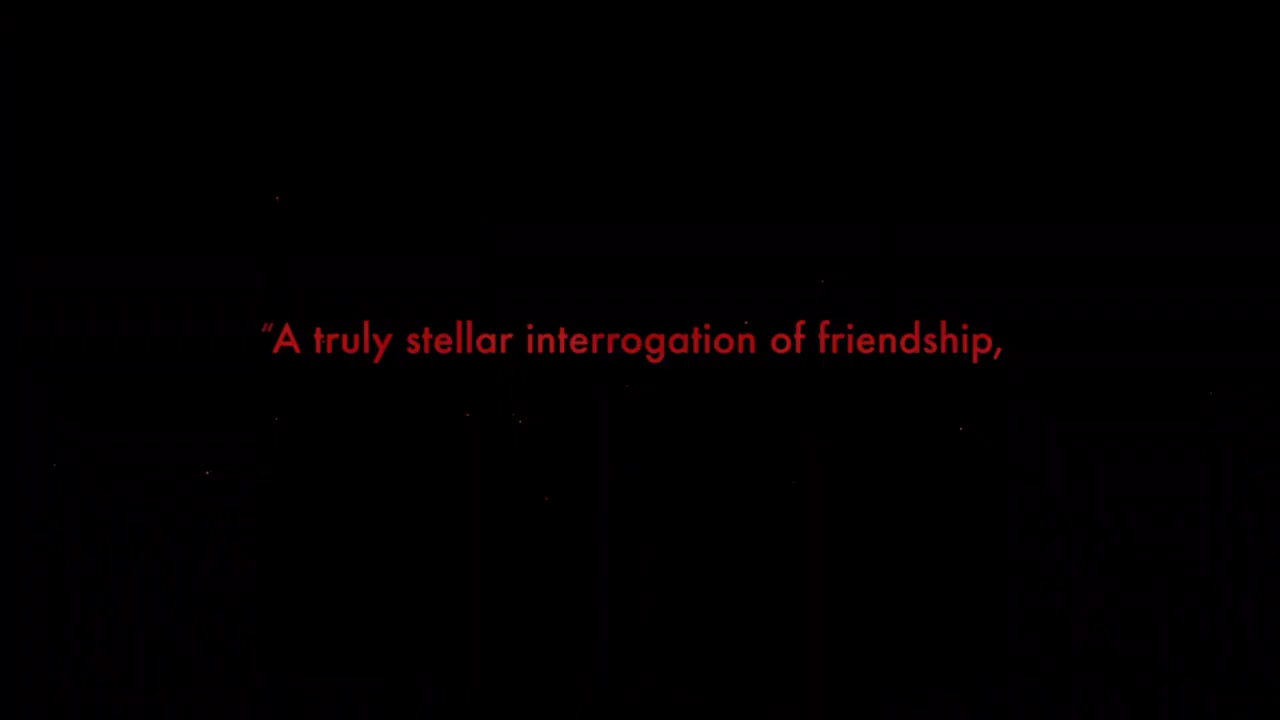 “A truly stellar interrogation of friendship,